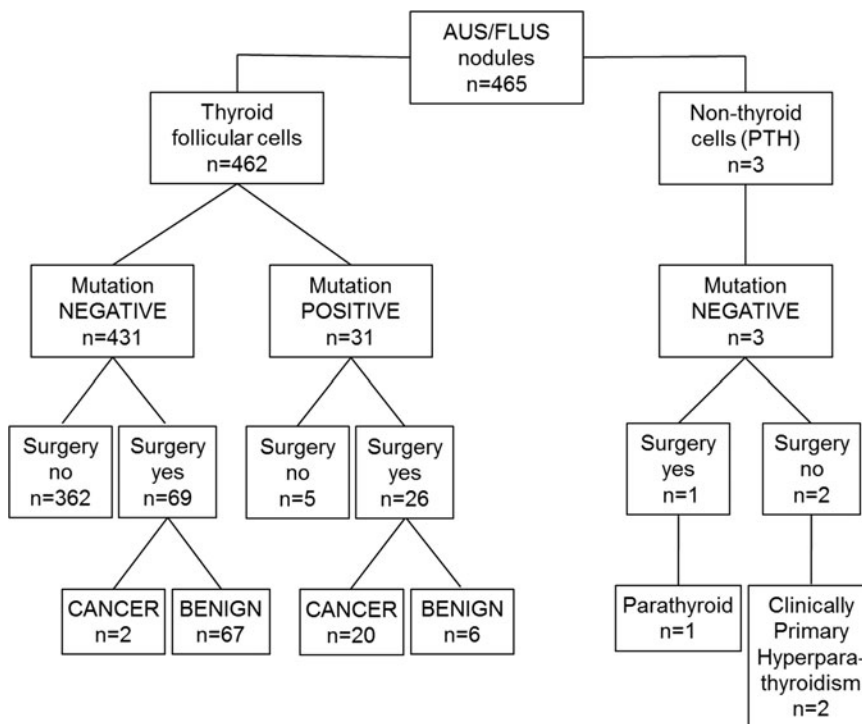 AUS/FLUS
nodules
n=465
Thyroid
follicular cells
n=462
Non-thyroid
cells (PTH)
n=3
Mutation
NEGATIVE
n=431
Mutation
POSITIVE
n=31
Mutation
NEGATIVE
n=3
Surgery
no
n=362
Surgery
yes
n=69
Surgery
no
n=5
Surgery
yes
n=26
Surgery
yes
n=1
Surgery
no
n=2
CANCER
n=2
BENIGN
n=67
CANCER
n=20
BENIGN
n=6
Parathyroid
n=1
Clinically
Primary
Hyperpara-
thyroidism
n=2